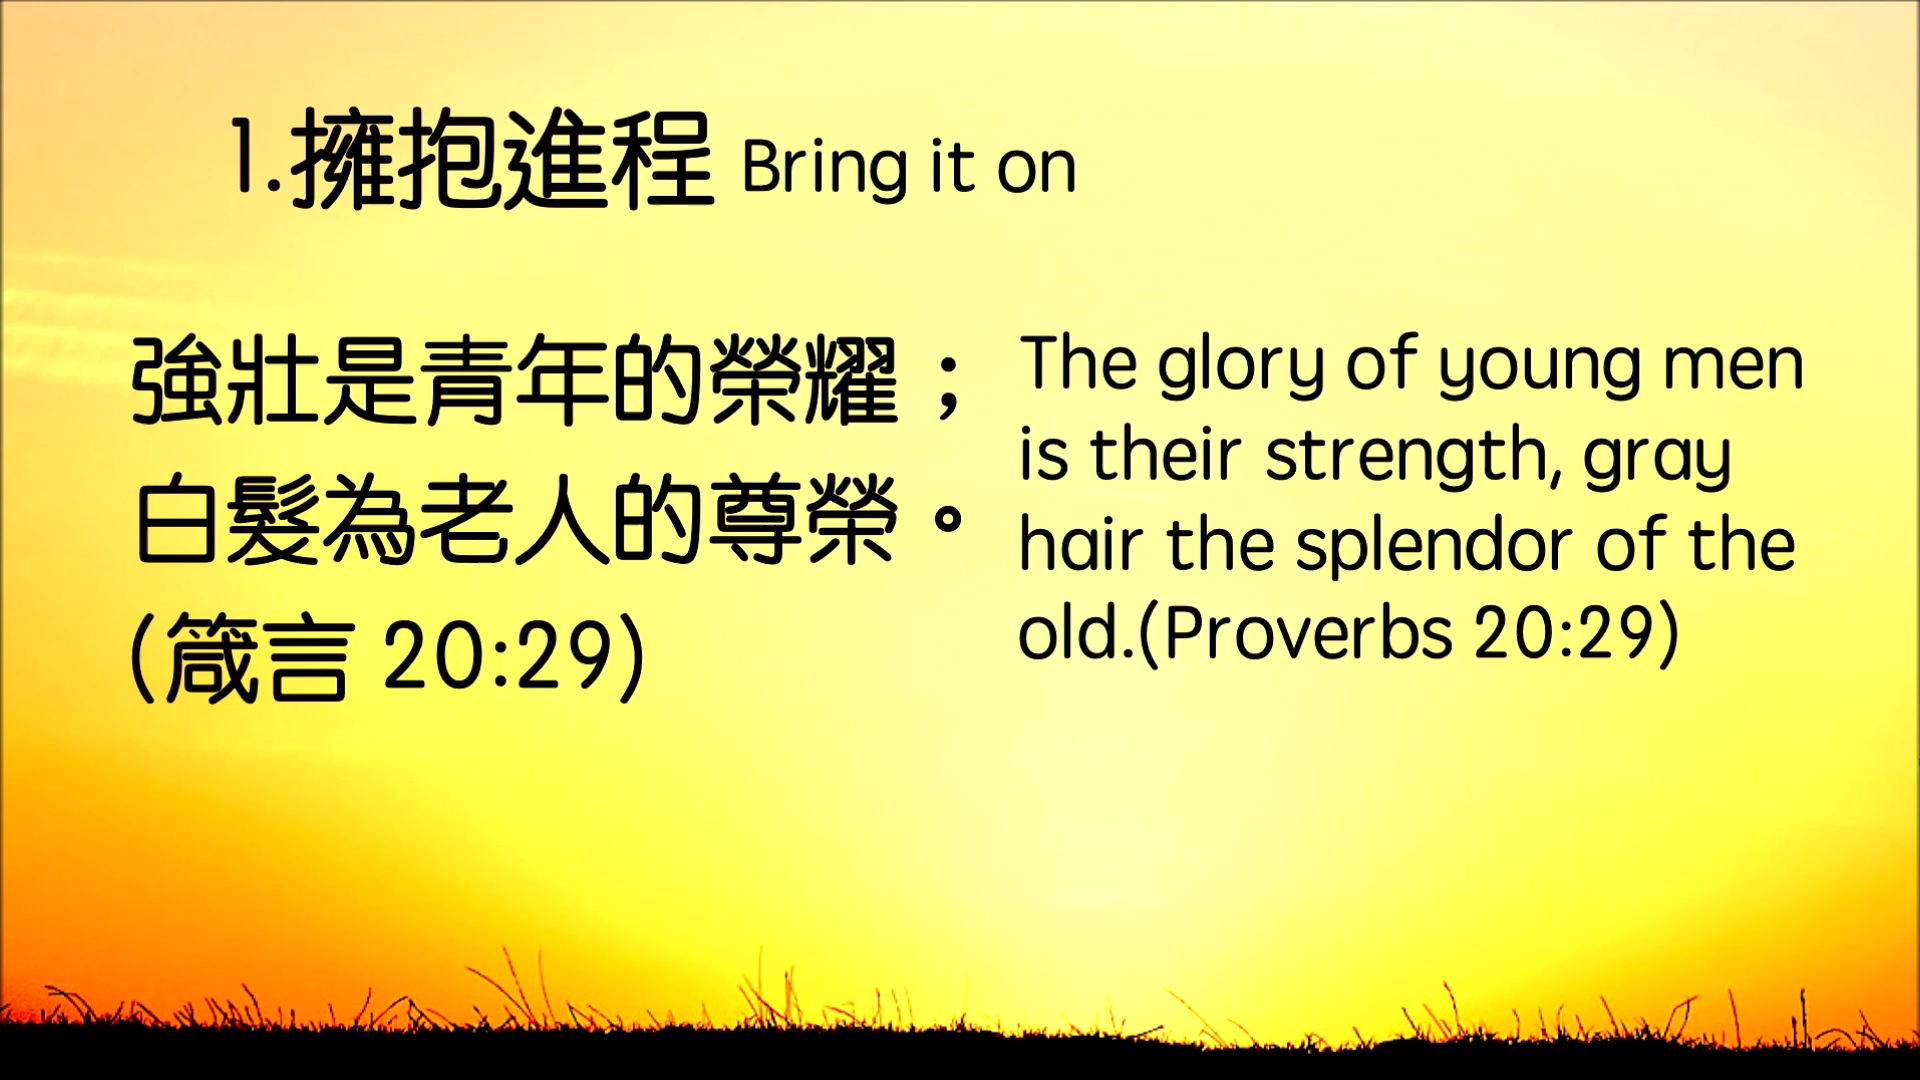 1.擁抱進程 Bring it on
強壯是青年的榮耀；
白髮為老人的尊榮。
(箴言 20:29)
The glory of young men
is their strength, gray
hair the splendor of the
old.(Proverbs 20:29)